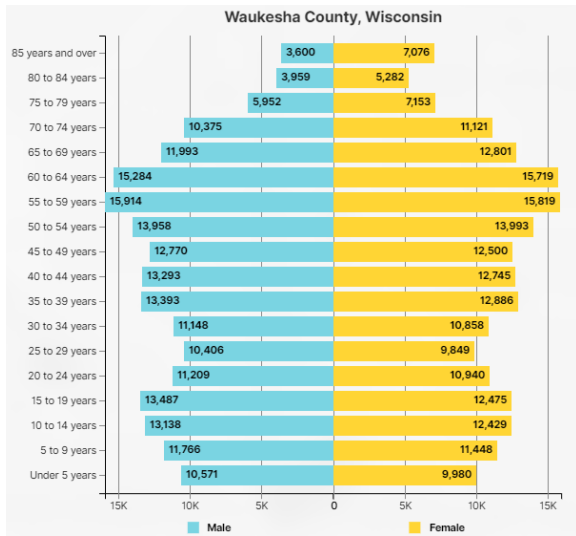 Waukesha County, Wisconsin
85 years and over 3,600 7,076
80 to 84 years 3,959 5,282
75 to 79 years 5,952 7,153
70 to 74 years 10,375 11,121
65 to 69 years 11,993 12,801
60 to 64 years 15,284 15,719
55 to 59 years 15,914 15,819
50 to 54 years 13,958 13,993
45 to 49 years 12,770 12,500
40 to 44 years 13,293 12,745
35 to 39 years 13,393 12,886
30 to 34 years 11,148 10,858
25 to 29 years 10,406 9,849
20 to 24 years 11,209 10,940
15 to 19 years 13,487 12,475
10 to 14 years 13,138 12,429
5 to 9 years 11,766 11,448
Under 5 years 10,571 9,980
15K 10K 5K 0 5K 10K 15K
Male Female